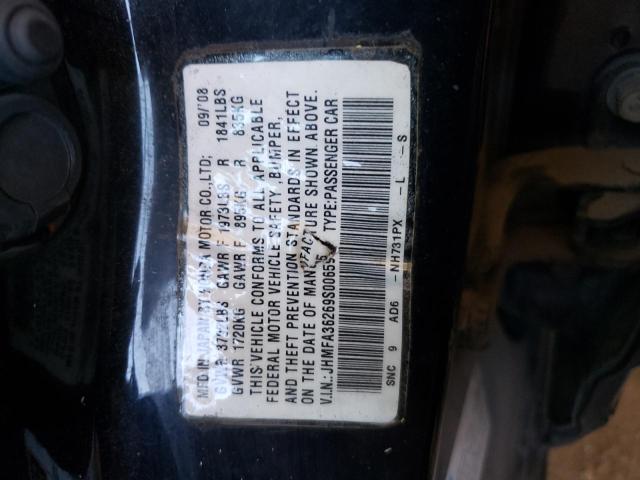 MFD IN JAPAN BY HONDA MOTOR CO.,LTD; 09/'08
GVWR 3792LBS GAWR F 1973LBS R 1841LBS
GVWR 1720KG GAWR F 895KG R 835KG
THIS VEHICLE CONFORMS TO ALL APPLICABLE
FEDERAL MOTOR VEHICLE SAFETY, BUMPER,
AND THEFT PREVENTION STANDARDS IN EFFECT
ON THE DATE OF MANUFACTURE SHOWN ABOVE.
V.I.N.: TYPE:PASSENGER CAR
SNC 9 AD6 -NH731PX -L -S